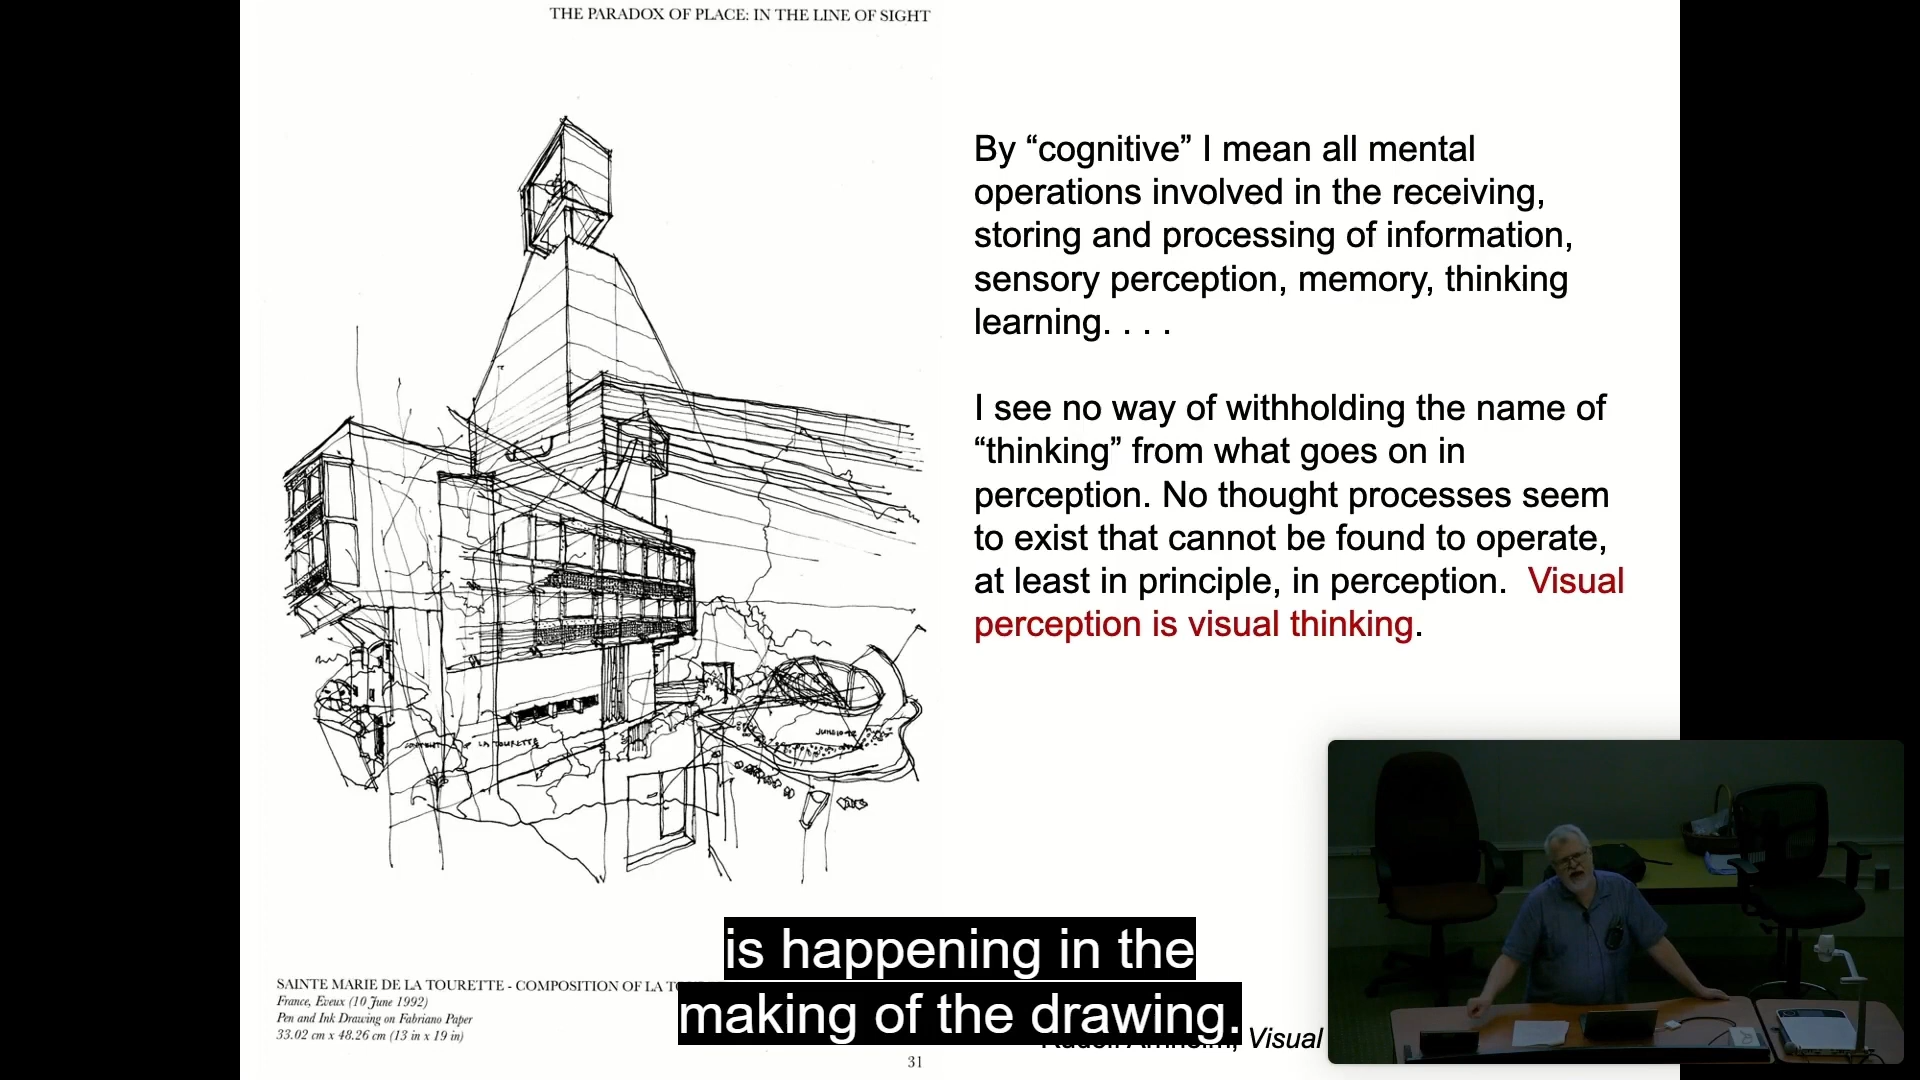 THE PARADOX OF PLACE: IN THE LINE OF SIGHT
By “cognitive” I mean all mental
operations involved in the receiving,
storing and processing of information,
sensory perception, memory, thinking
learning. . . .
I see no way of withholding the name of
“thinking” from what goes on in
perception. No thought processes seem
to exist that cannot be found to operate,
at least in principle, in perception.  Visual
perception is visual thinking.
LA TOURETTE
SAINTE MARIE DE LA TOURETTE - COMPOSITION OF LA
France, Eveux (10 June 1992)
Pen and Ink Drawing on Fabriano Paper
33.02 cm x 48.26 cm (13 in x 19 in)
31
Visual
is happening in the
making of the drawing.